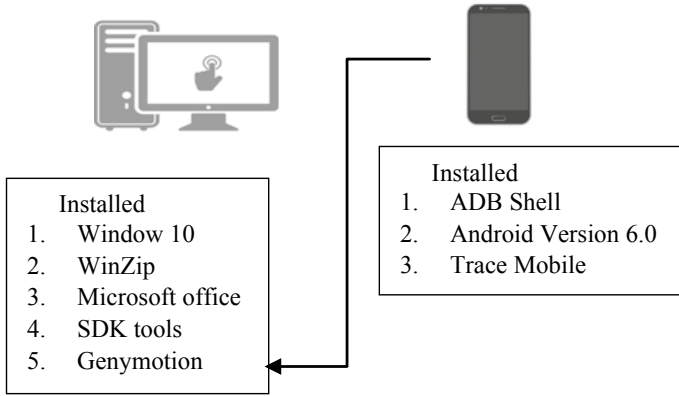 Installed
1. Window 10
2. WinZip
3. Microsoft office
4. SDK tools
5. Genymotion
Installed
1. ADB Shell
2. Android Version 6.0
3. Trace Mobile